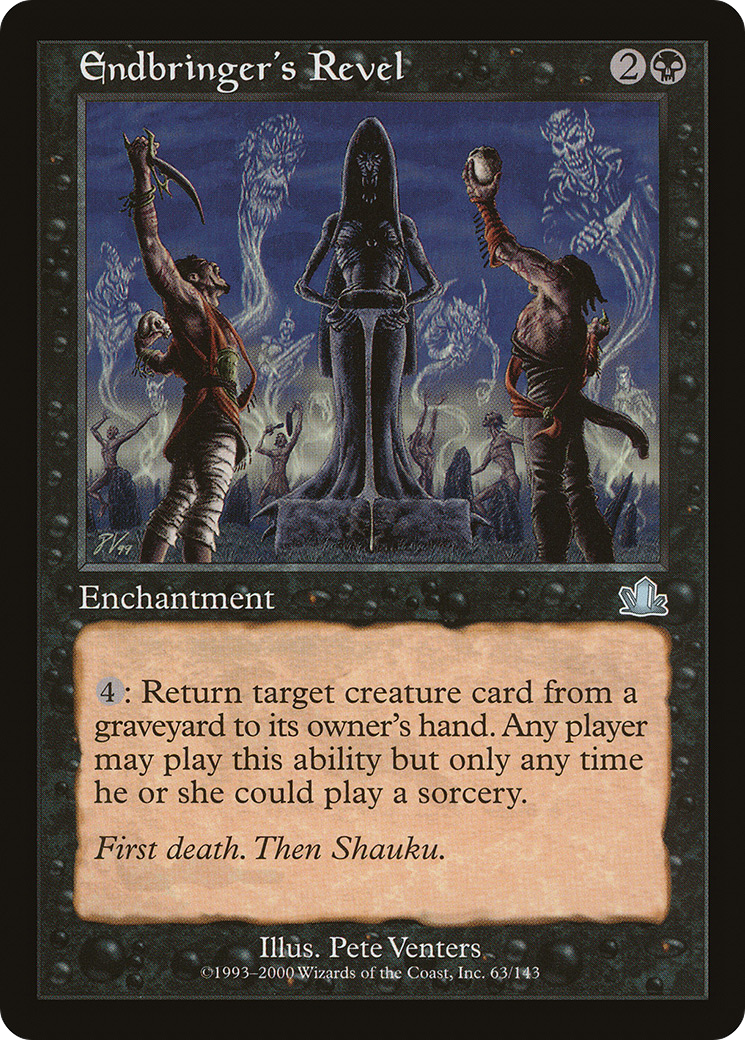 Endbringer's Revel 2
PV99
Enchantment
4: Return target creature card from a
graveyard to its owner's hand. Any player
may play this ability but only any time
he or she could play a sorcery.
First death. Then Shauku.
Illus. Pete Venters
©1993–2000 Wizards of the Coast, Inc. 63/143